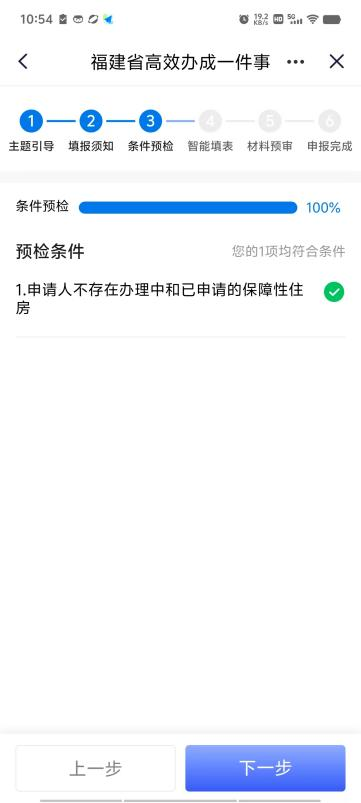 10:54 19.2 KB/s HD 5G
福建省高效办成一件事
1 2 3 4 5 6
主题引导 填报须知 条件预检 智能填表 材料预审 申报完成
条件预检 100%
预检条件 您的1项均符合条件
1.申请人不存在办理中和已申请的保障性住
房
上一步 下一步